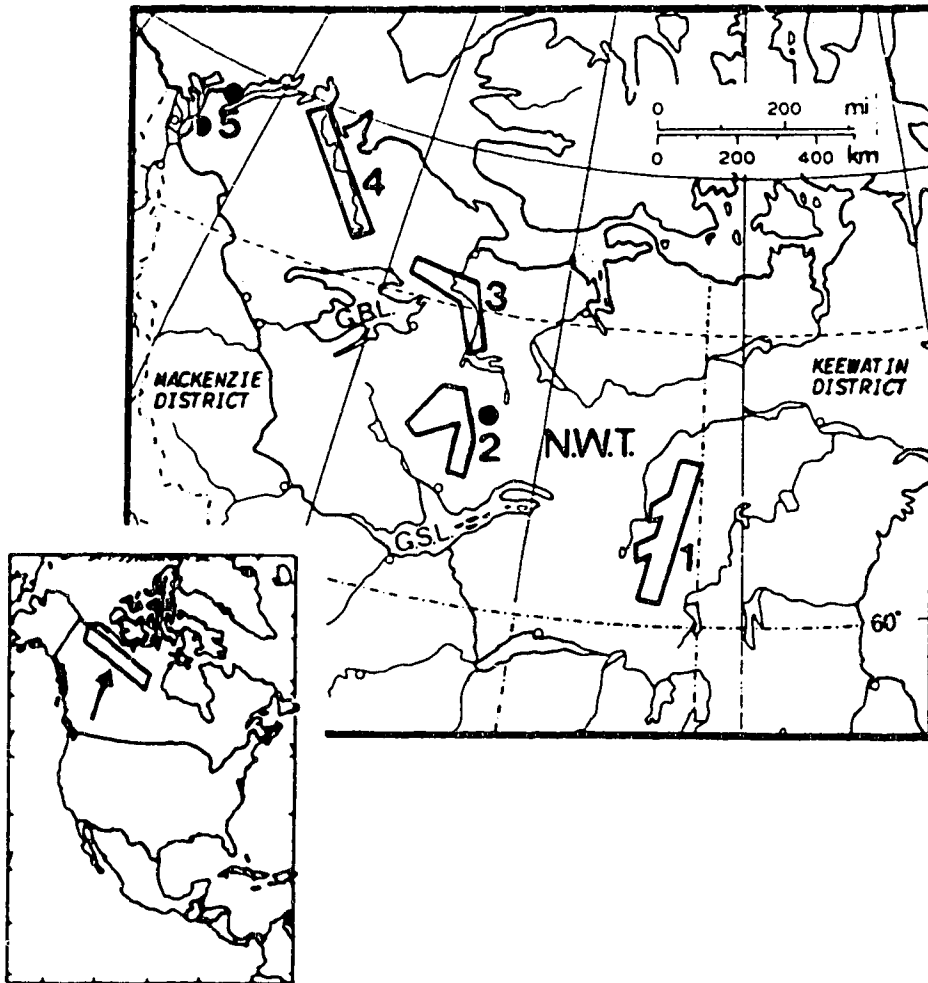 0 200 mi
0 200 400 km
5
4
3
G.B.L.
MACKENZIE
DISTRICT
KEEWATIN
DISTRICT
2
N.W.T.
G.S.L.
1
60°